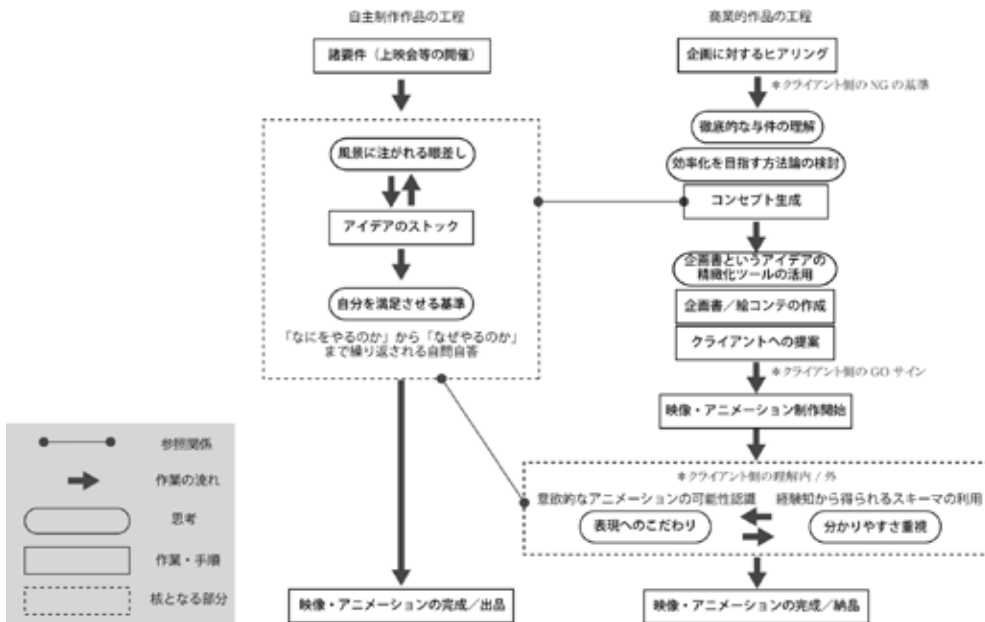 自主制作作品の工程
諸要件（上映会等の開催）
風景に注がれる眼差し
アイデアのストック
自分を満足させる基準
「なにをやるのか」から「なぜやるのか」
まで繰り返される自問自答
映像・アニメーションの完成／出品
商業的作品の工程
企画に対するヒアリング
＊クライアント側の NG の基準
徹底的な与件の理解
効率化を目指す方法論の検討
コンセプト生成
企画書というアイデアの
精緻化ツールの活用
企画書／絵コンテの作成
クライアントへの提案
＊クライアント側の GO サイン
映像・アニメーション制作開始
＊クライアント側の理解内 / 外
意欲的なアニメーションの可能性認識
経験知から得られるスキーマの利用
表現へのこだわり
分かりやすさ重視
映像・アニメーションの完成／納品
参照関係
作業の流れ
思考
作業・手順
核となる部分